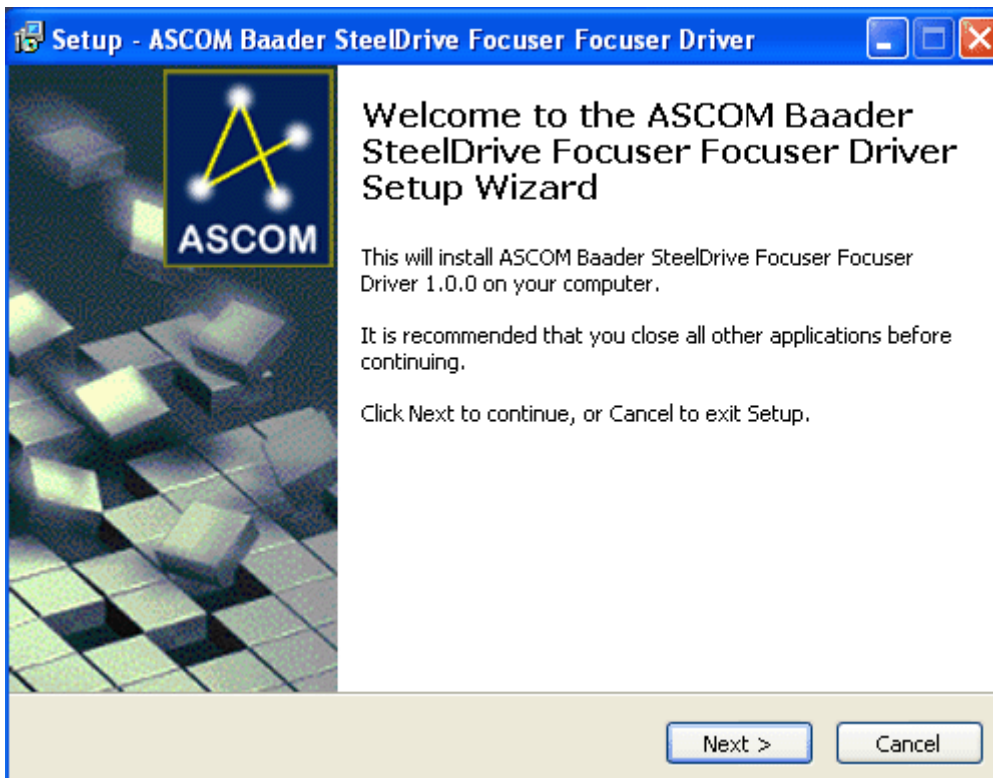 Setup - ASCOM Baader SteelDrive Focuser Focuser Driver
ASCOM
Welcome to the ASCOM Baader
SteelDrive Focuser Focuser Driver
Setup Wizard
This will install ASCOM Baader SteelDrive Focuser Focuser
Driver 1.0.0 on your computer.
It is recommended that you close all other applications before
continuing.
Click Next to continue, or Cancel to exit Setup.
Next >
Cancel